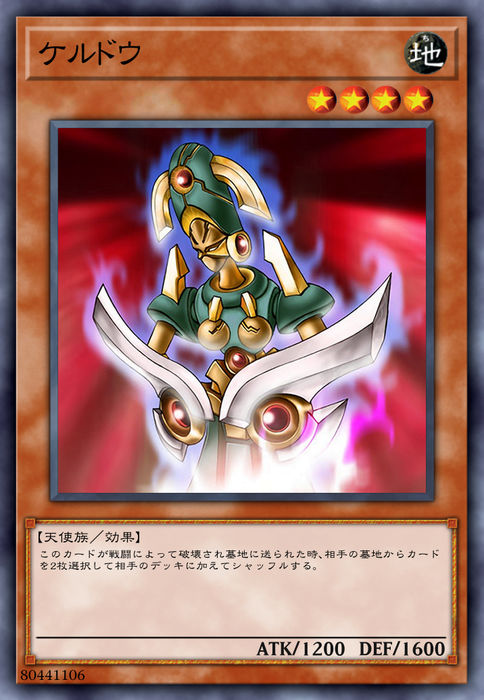 ケルドウ
ち
地
【天使族／効果】
このカードが戦闘によって破壊され墓地に送られた時、相手の墓地からカード
を2枚選択して相手のデッキに加えてシャッフルする。
ATK/1200 DEF/1600
80441106